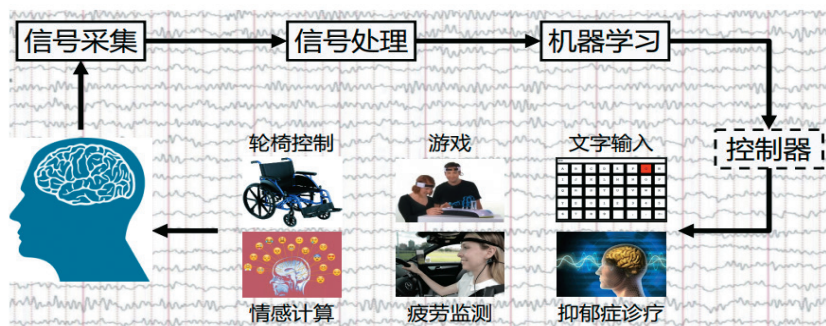 信号采集
信号处理
机器学习
控制器
轮椅控制
游戏
文字输入
情感计算
疲劳监测
抑郁症诊疗